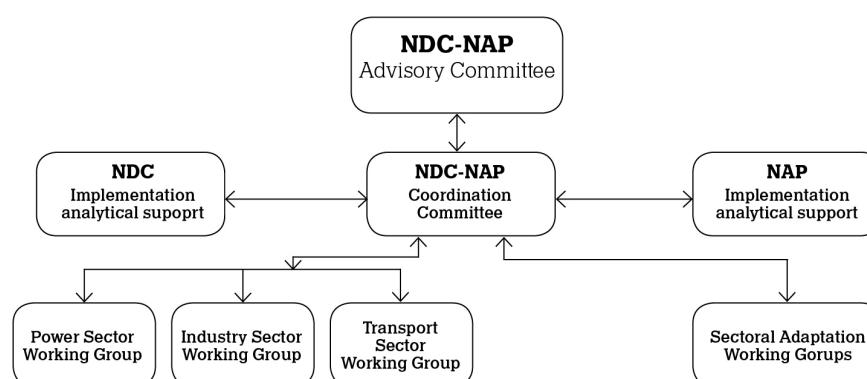 NDC-NAP
Advisory Committee
NDC
Implementation
analytical supoprt
NDC-NAP
Coordination
Committee
NAP
Implementation
analytical support
Power Sector
Working Group
Industry Sector
Working Group
Transport
Sector
Working Group
Sectoral Adaptation
Working Gorups